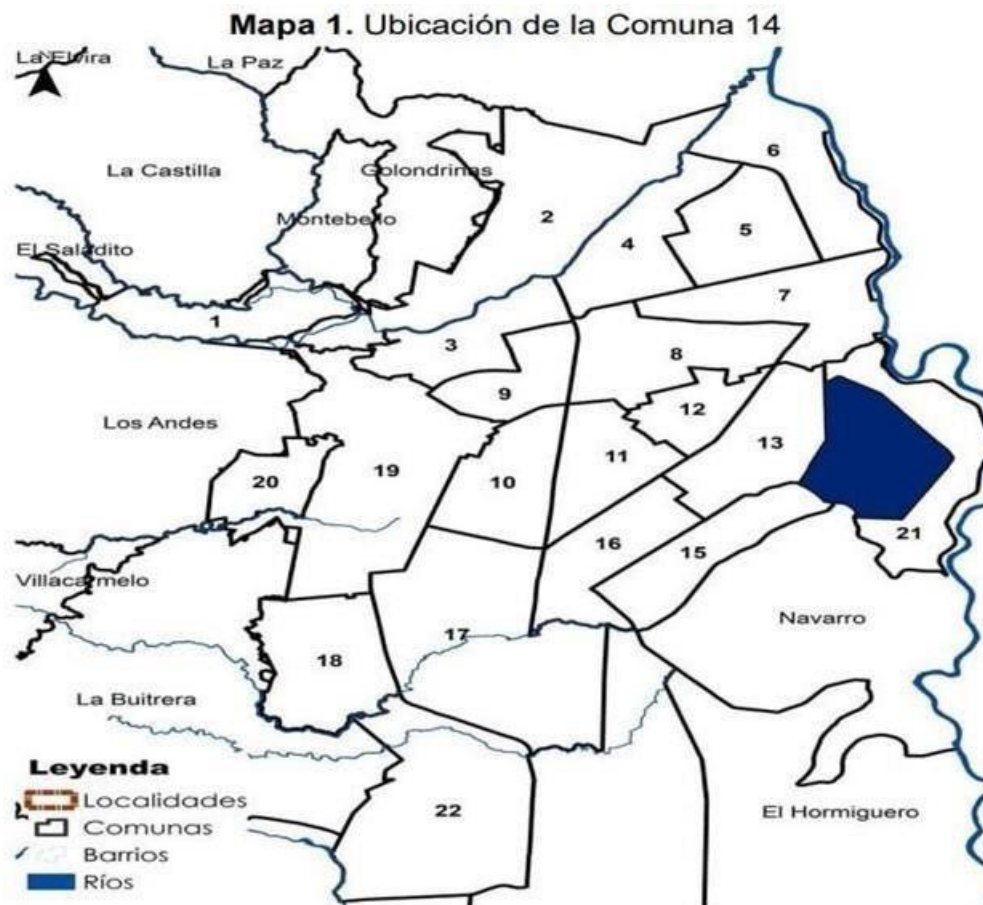 Mapa 1. Ubicación de la Comuna 14
La Elvira
La Paz
N
6
La Castilla
Golondrinas
2
Montebello
4
5
El Saladito
7
1
3
8
9
12
Los Andes
13
11
19
10
20
21
16
15
Villacarmelo
Navarro
17
18
La Buitrera
Leyenda
Localidades
Comunas
22
El Hormiguero
Barrios
Ríos